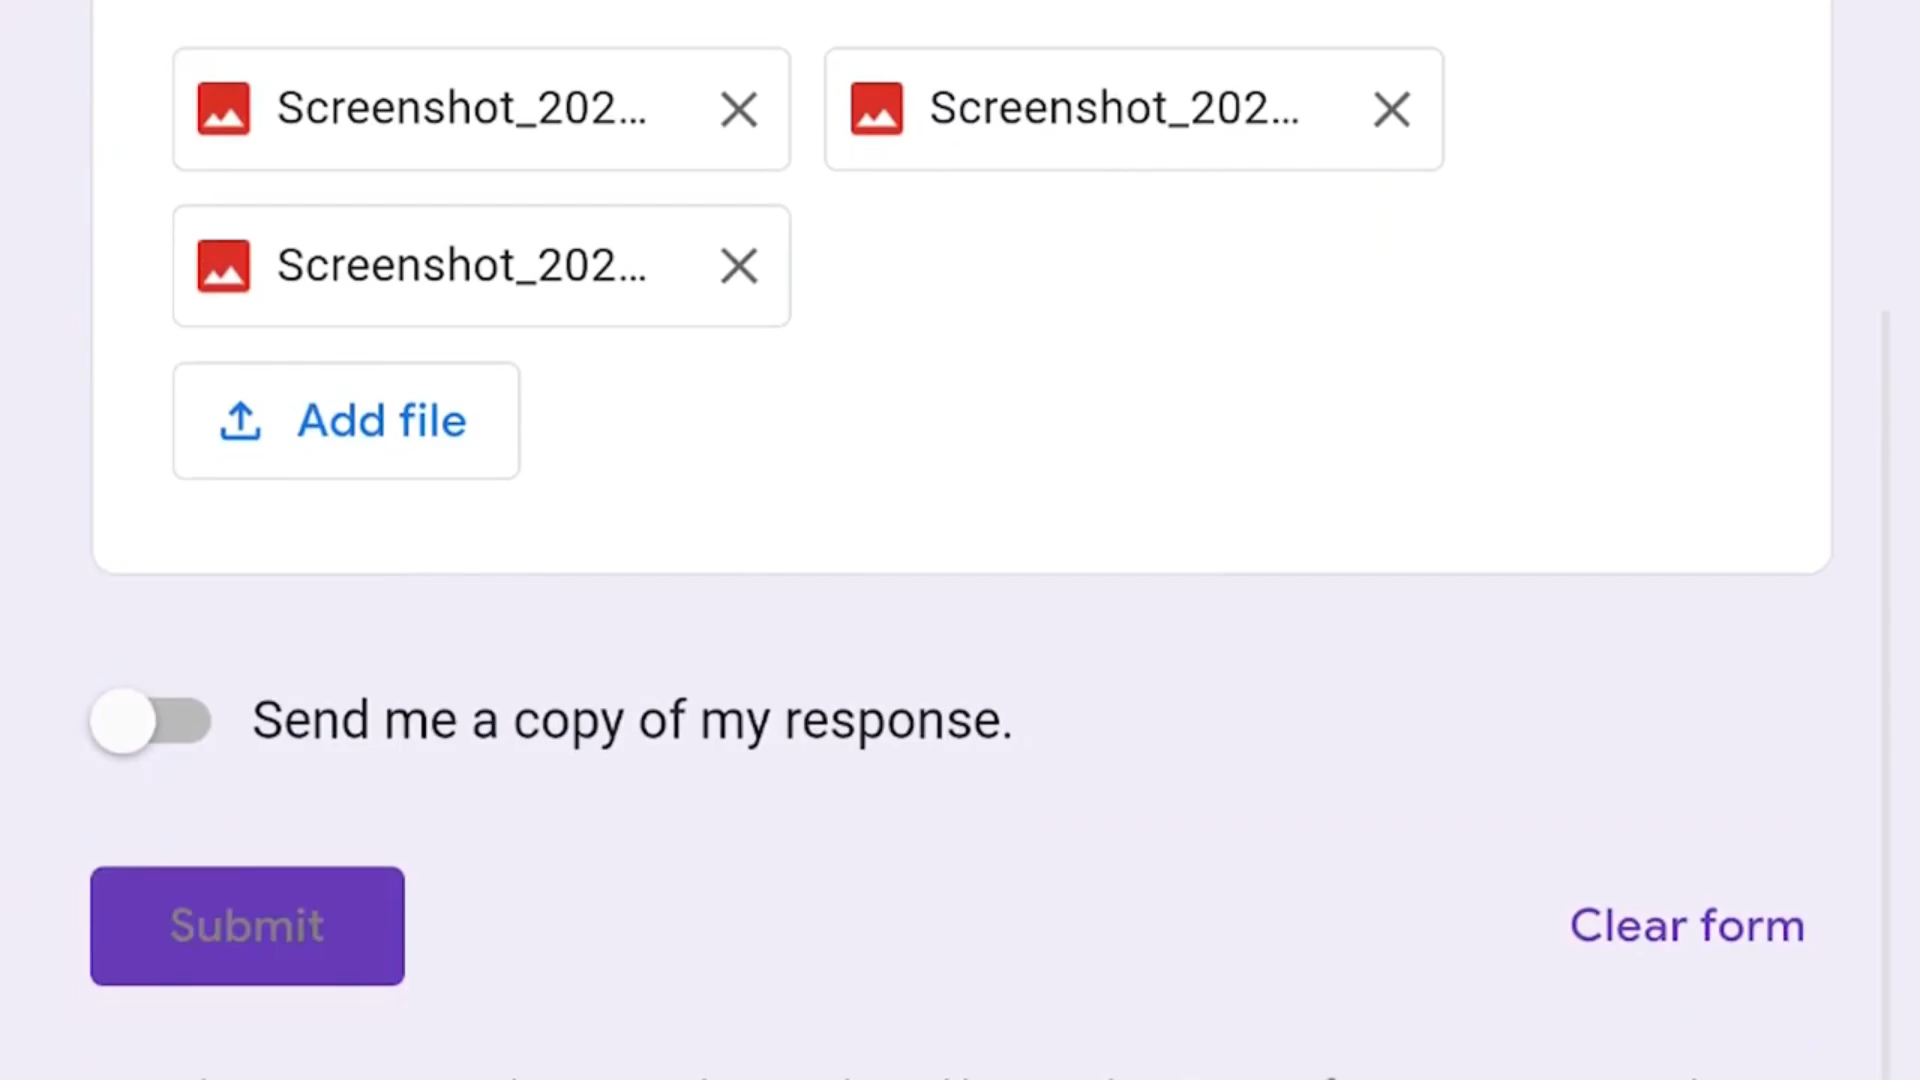 Screenshot_202... Screenshot_202...
Screenshot_202...
Add file
Send me a copy of my response.
Submit Clear form